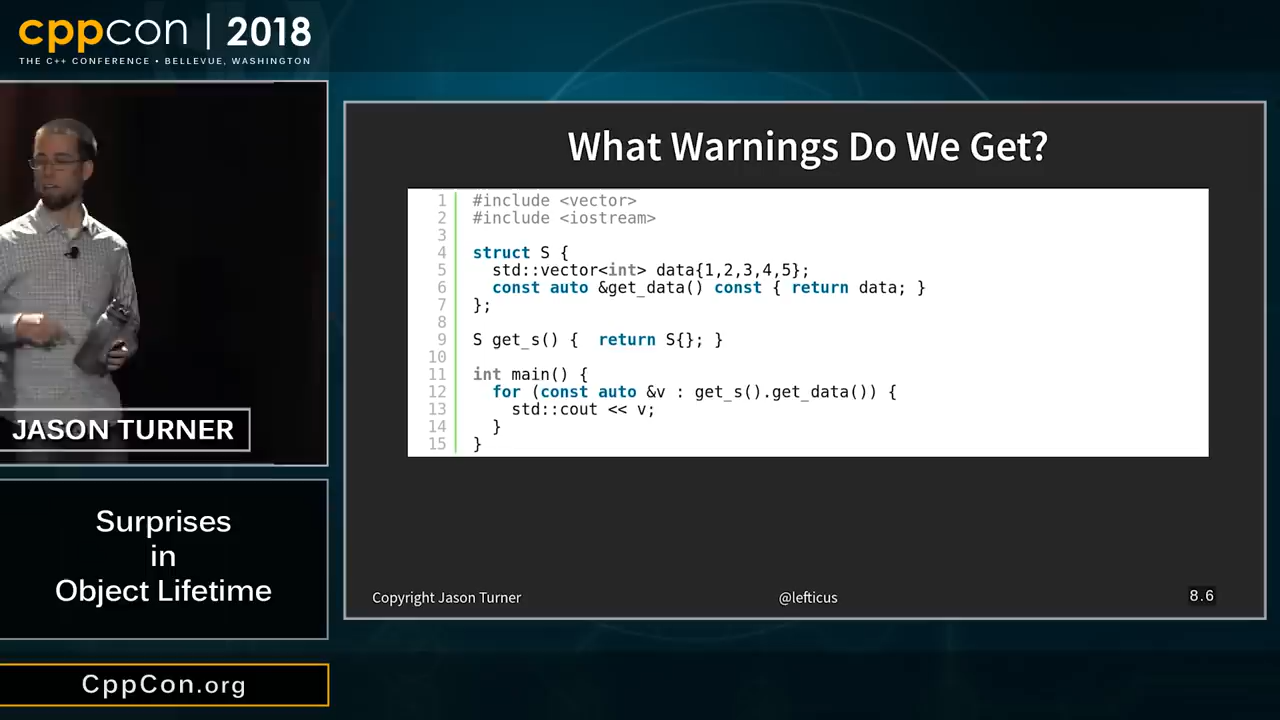 cppcon | 2018
THE C++ CONFERENCE • BELLEVUE, WASHINGTON
JASON TURNER
Surprises
in
Object Lifetime
CppCon.org
What Warnings Do We Get?
1 #include <vector>
2 #include <iostream>
3
4 struct S {
5   std::vector<int> data{1,2,3,4,5};
6   const auto &get_data() const { return data; }
7 };
8
9 S get_s() {  return S{}; }
10
11 int main() {
12   for (const auto &v : get_s().get_data()) {
13     std::cout << v;
14   }
15 }
Copyright Jason Turner
@lefticus
8.6